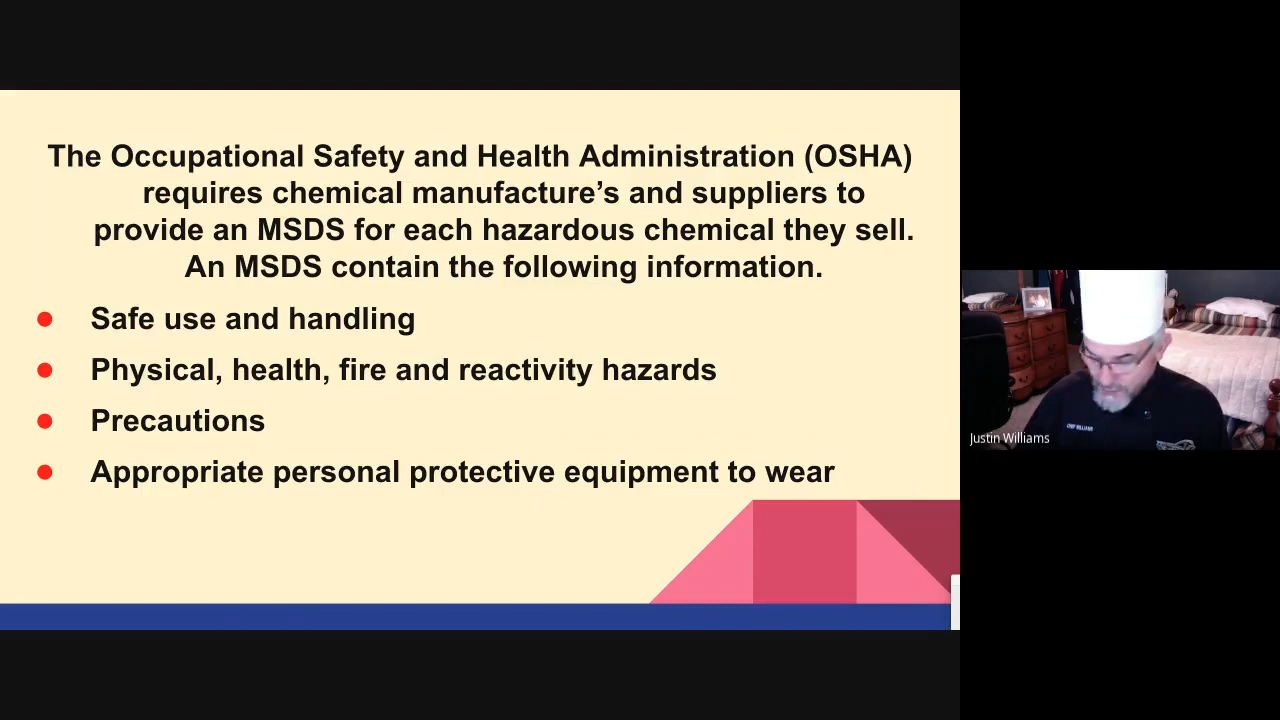 The Occupational Safety and Health Administration (OSHA)
requires chemical manufacture’s and suppliers to
provide an MSDS for each hazardous chemical they sell.
An MSDS contain the following information.
● Safe use and handling
● Physical, health, fire and reactivity hazards
● Precautions
● Appropriate personal protective equipment to wear
Justin Williams
CHEF WILLIAMS